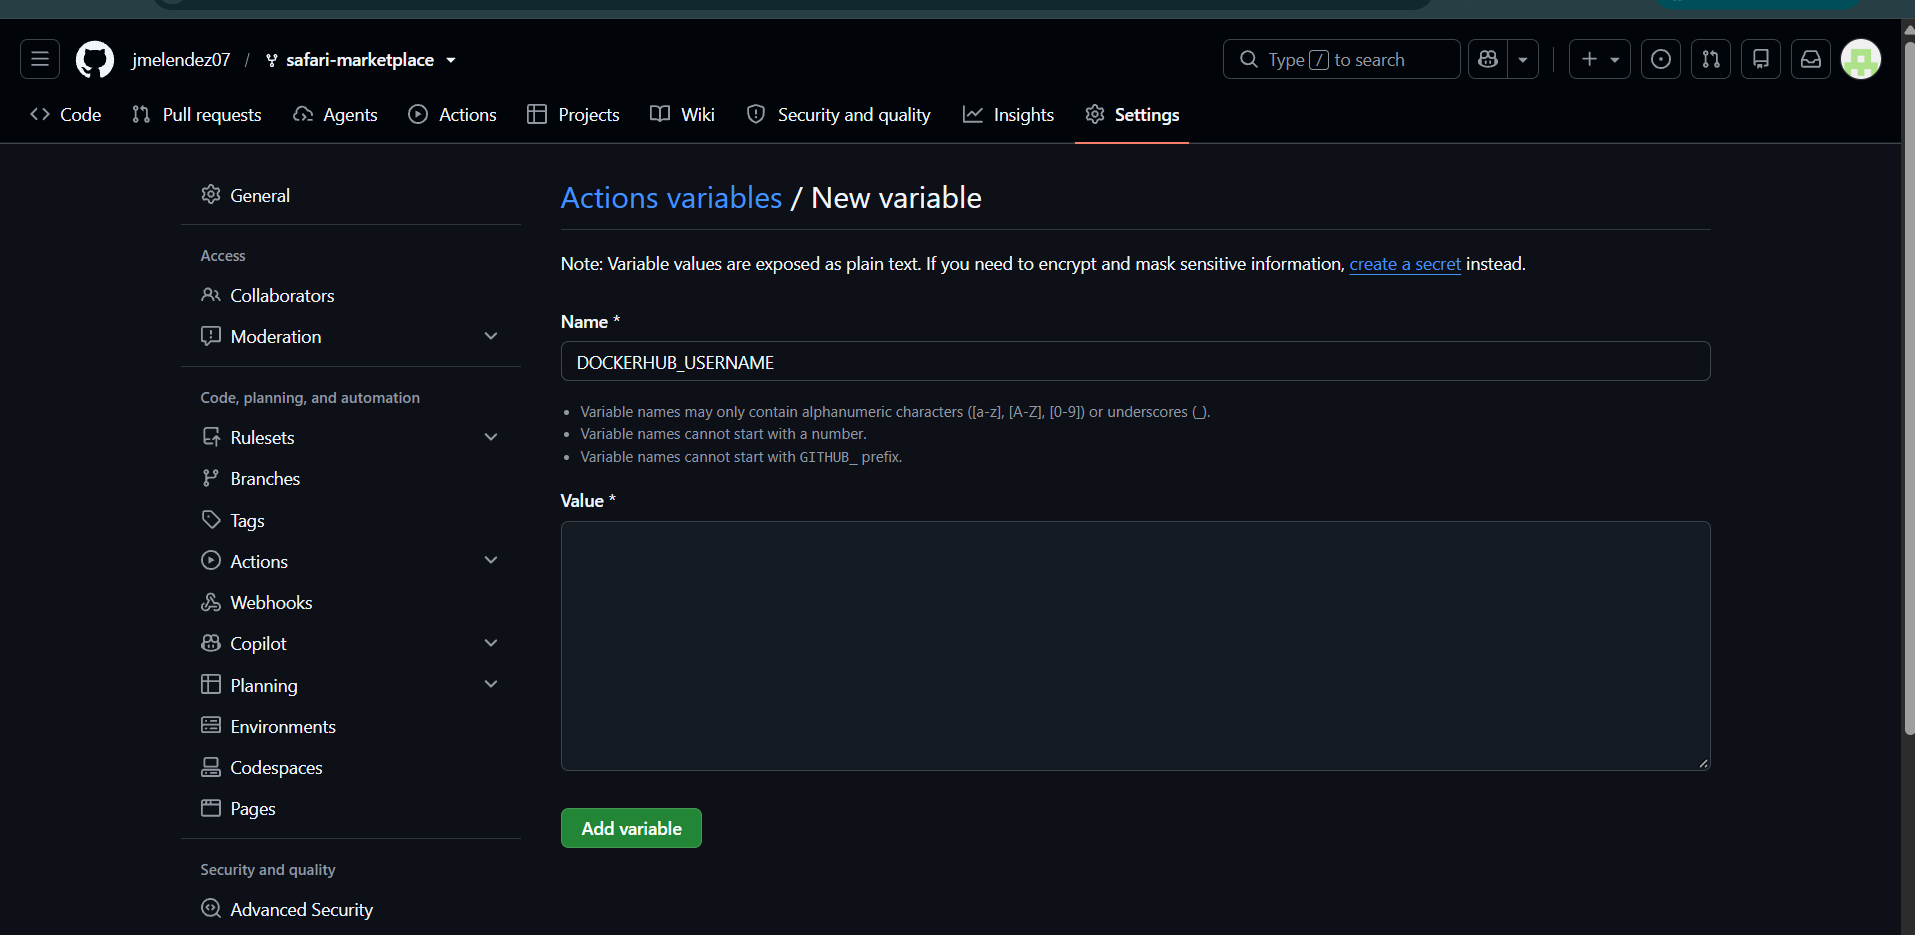 jmelendez07 / safari-marketplace
Type / to search
Code Pull requests Agents Actions Projects Wiki Security and quality Insights Settings
General
Access
Collaborators
Moderation
Code, planning, and automation
Rulesets
Branches
Tags
Actions
Webhooks
Copilot
Planning
Environments
Codespaces
Pages
Security and quality
Advanced Security
Actions variables / New variable
Note: Variable values are exposed as plain text. If you need to encrypt and mask sensitive information, create a secret instead.
Name *
DOCKERHUB_USERNAME
• Variable names may only contain alphanumeric characters ([a-z], [A-Z], [0-9]) or underscores (_).
• Variable names cannot start with a number.
• Variable names cannot start with GITHUB_ prefix.
Value *
Add variable